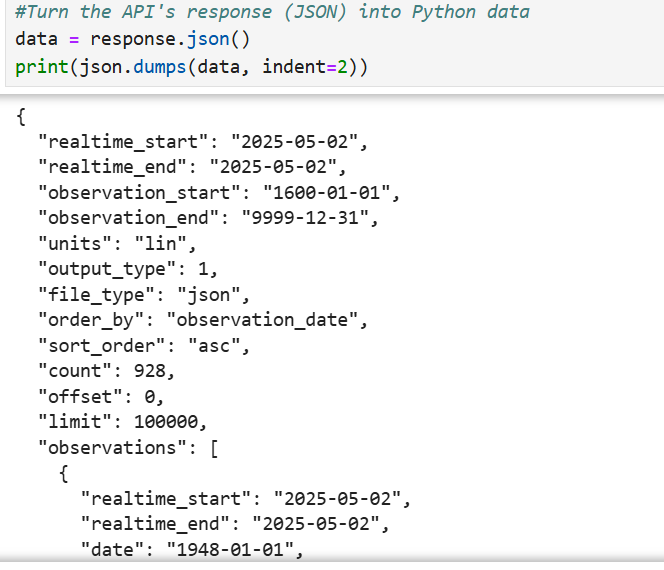 #Turn the API's response (JSON) into Python data
data = response.json()
print(json.dumps(data, indent=2))
{
  "realtime_start": "2025-05-02",
  "realtime_end": "2025-05-02",
  "observation_start": "1600-01-01",
  "observation_end": "9999-12-31",
  "units": "lin",
  "output_type": 1,
  "file_type": "json",
  "order_by": "observation_date",
  "sort_order": "asc",
  "count": 928,
  "offset": 0,
  "limit": 100000,
  "observations": [
    {
      "realtime_start": "2025-05-02",
      "realtime_end": "2025-05-02",
      "date": "1948-01-01",